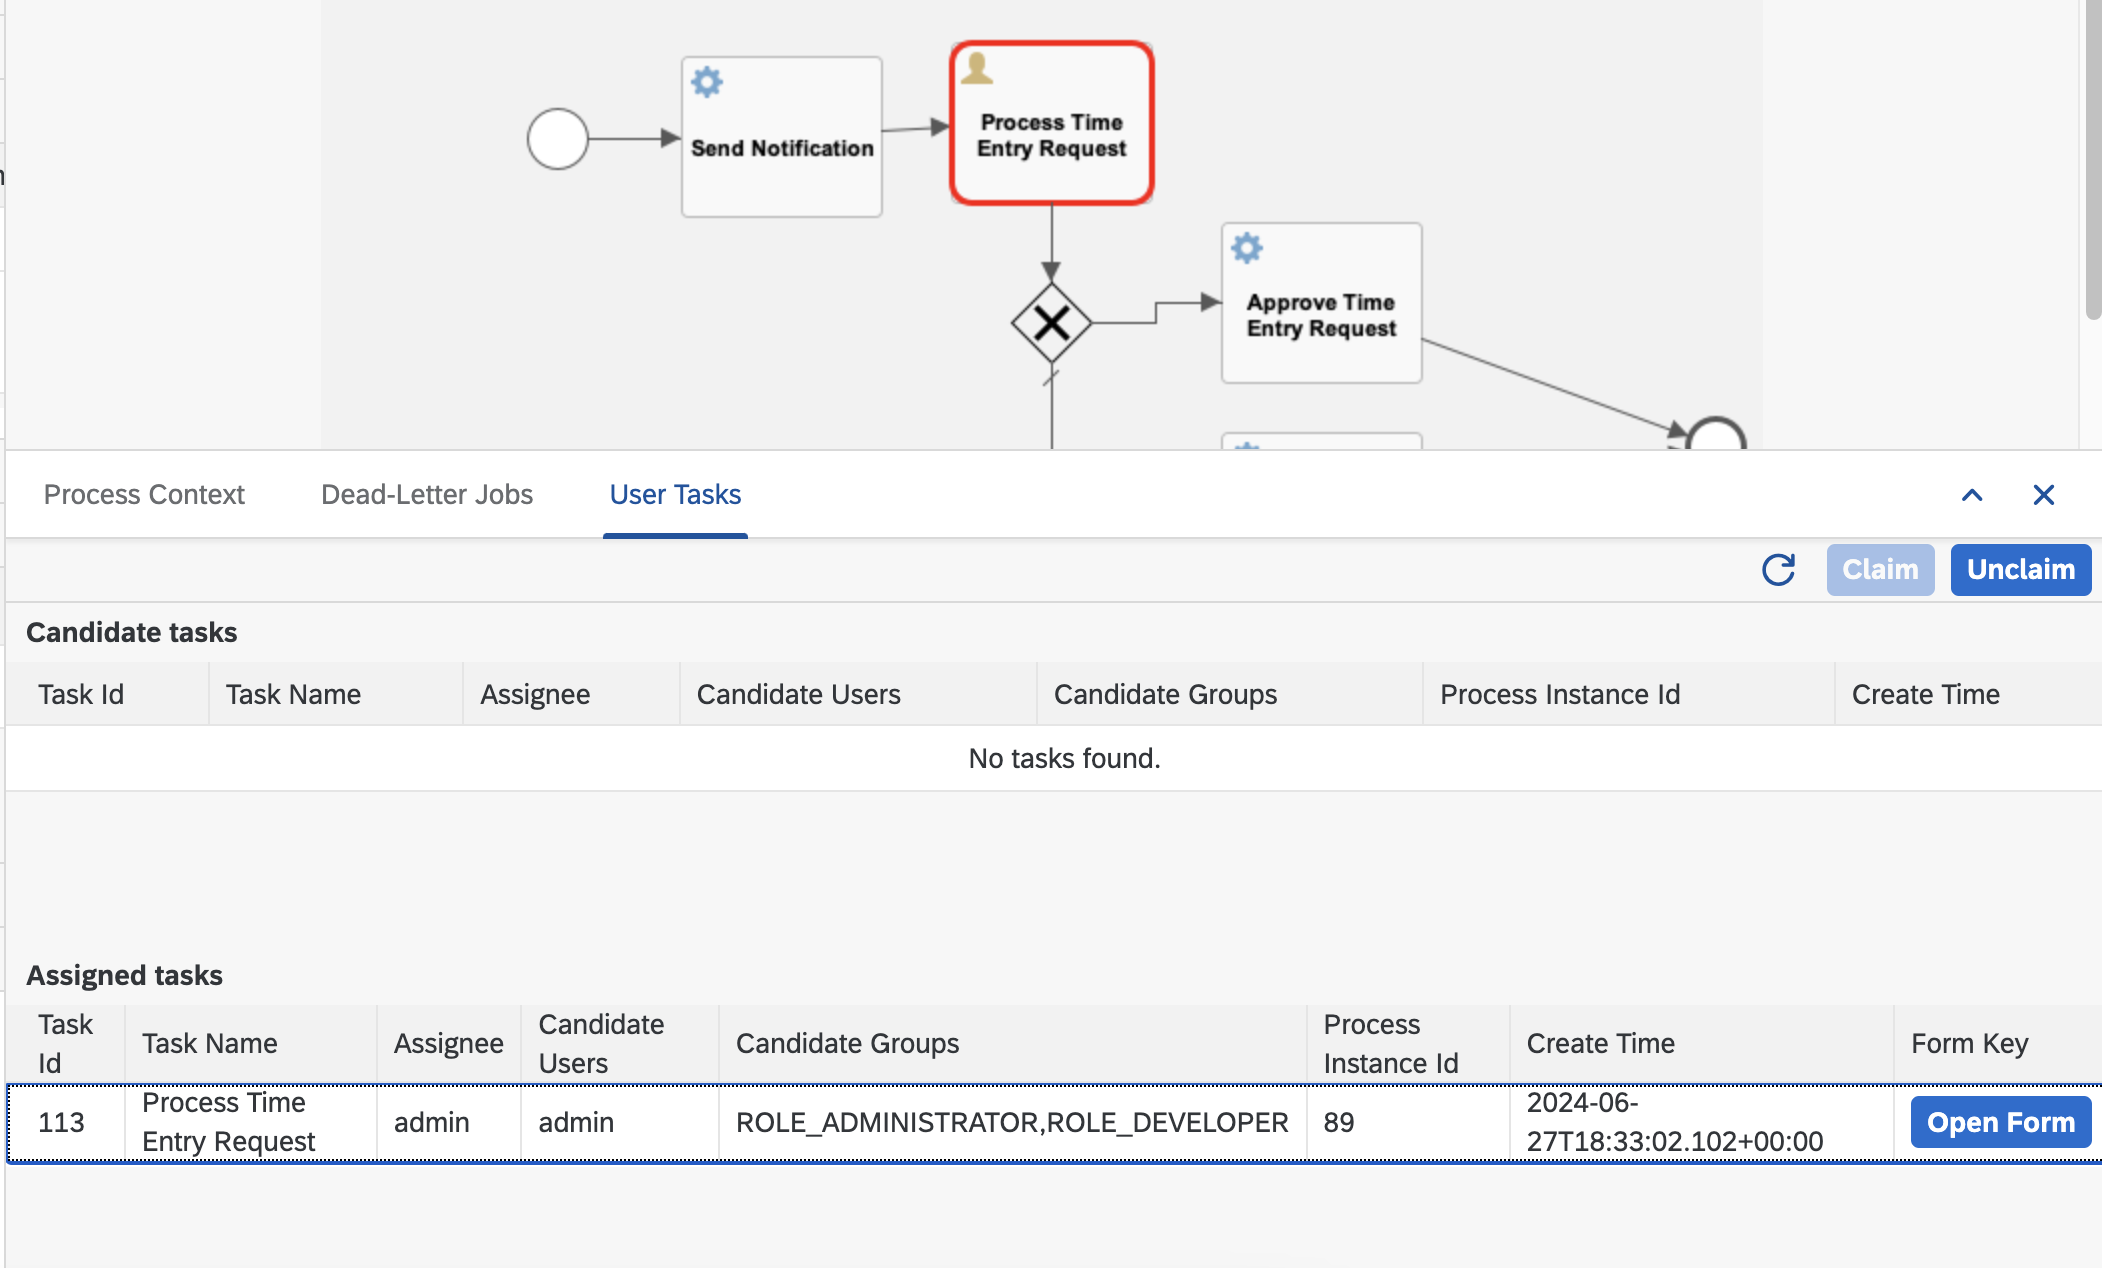 Send Notification
Process Time
Entry Request
Approve Time
Entry Request
Process Context
Dead-Letter Jobs
User Tasks
Claim
Unclaim
Candidate tasks
Task Id
Task Name
Assignee
Candidate Users
Candidate Groups
Process Instance Id
Create Time
No tasks found.
Assigned tasks
Task
Id
Task Name
Assignee
Candidate
Users
Candidate Groups
Process
Instance Id
Create Time
Form Key
113
Process Time
Entry Request
admin
admin
ROLE_ADMINISTRATOR,ROLE_DEVELOPER
89
2024-06-
27T18:33:02.102+00:00
Open Form